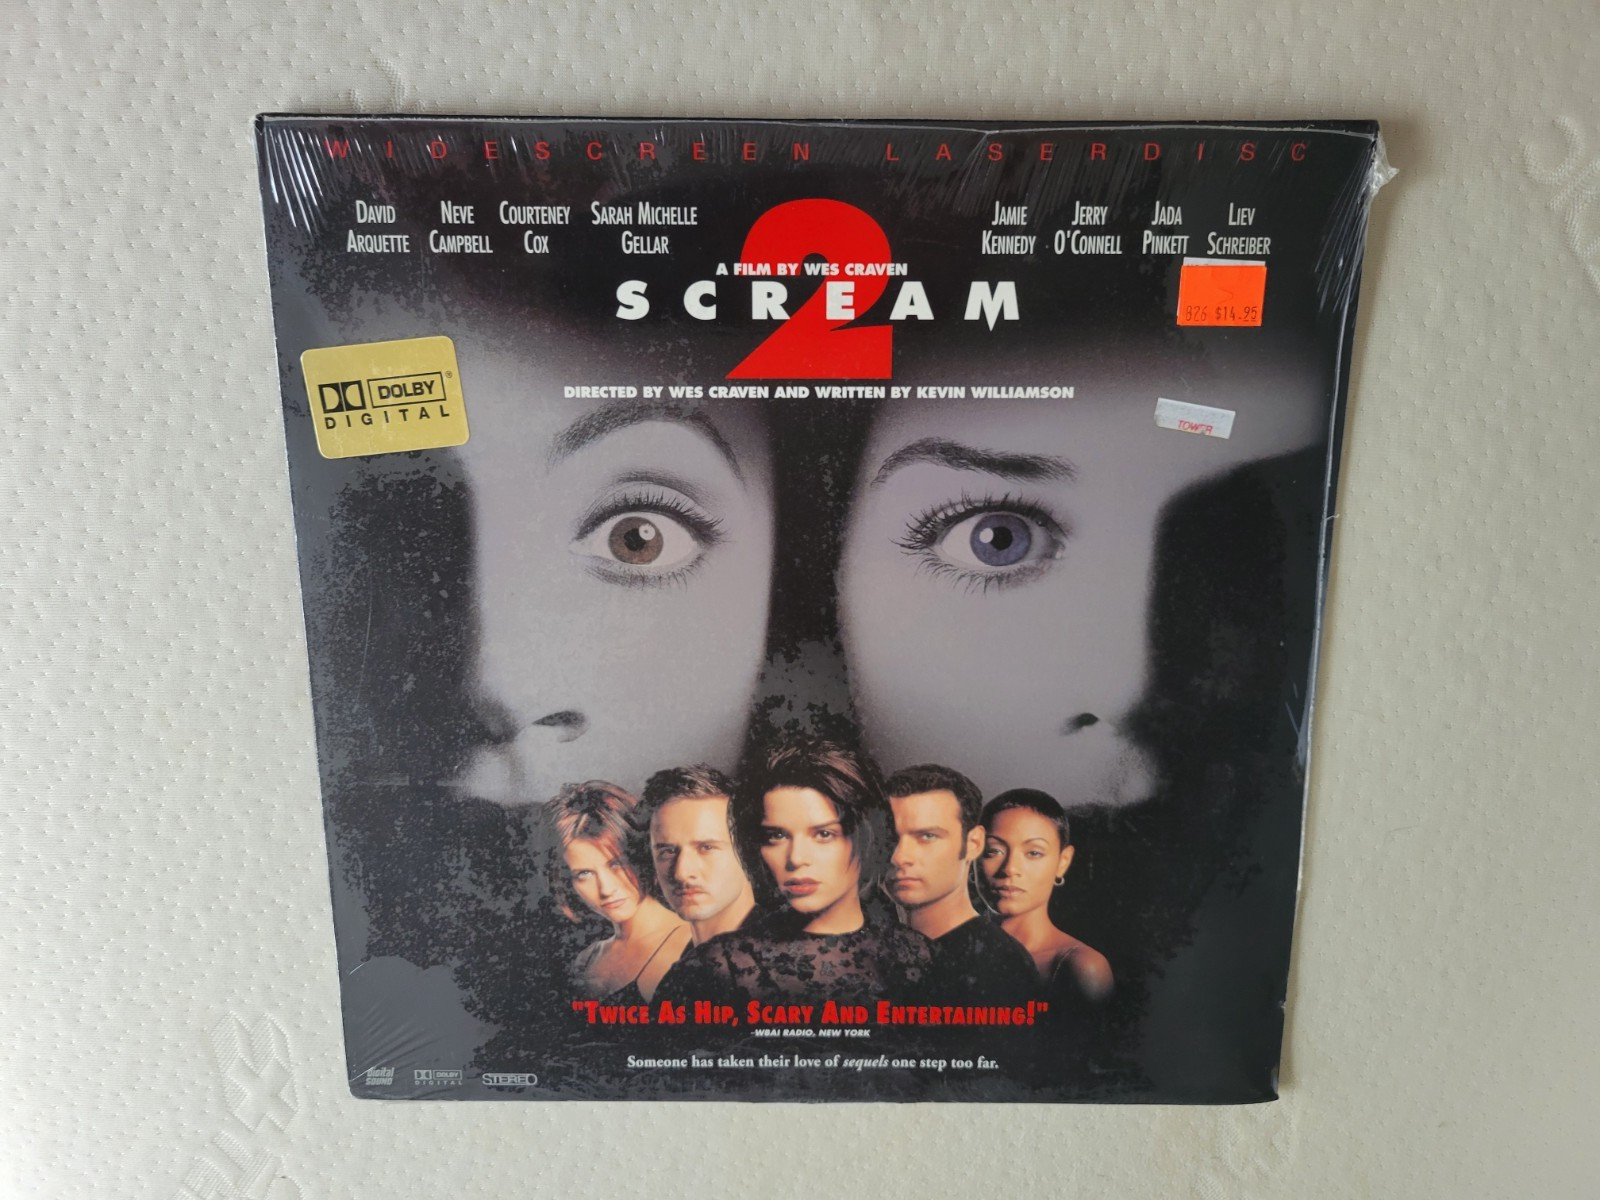 WIDESCREEN LASERDISC
DAVID ARQUETTE
NEVE CAMPBELL
COURTENEY COX
SARAH MICHELLE GELLAR
JAMIE KENNEDY
JERRY O'CONNELL
JADA PINKETT
LIEV SCHREIBER
2
A FILM BY WES CRAVEN
SCREAM
826 $14.95
DIRECTED BY WES CRAVEN AND WRITTEN BY KEVIN WILLIAMSON
DOLBY®
DIGITAL
TOWER
"TWICE AS HIP, SCARY AND ENTERTAINING!"
-WBAI RADIO, NEW YORK
Someone has taken their love of sequels one step too far.
digital
sound
DOLBY
DIGITAL
STEREO